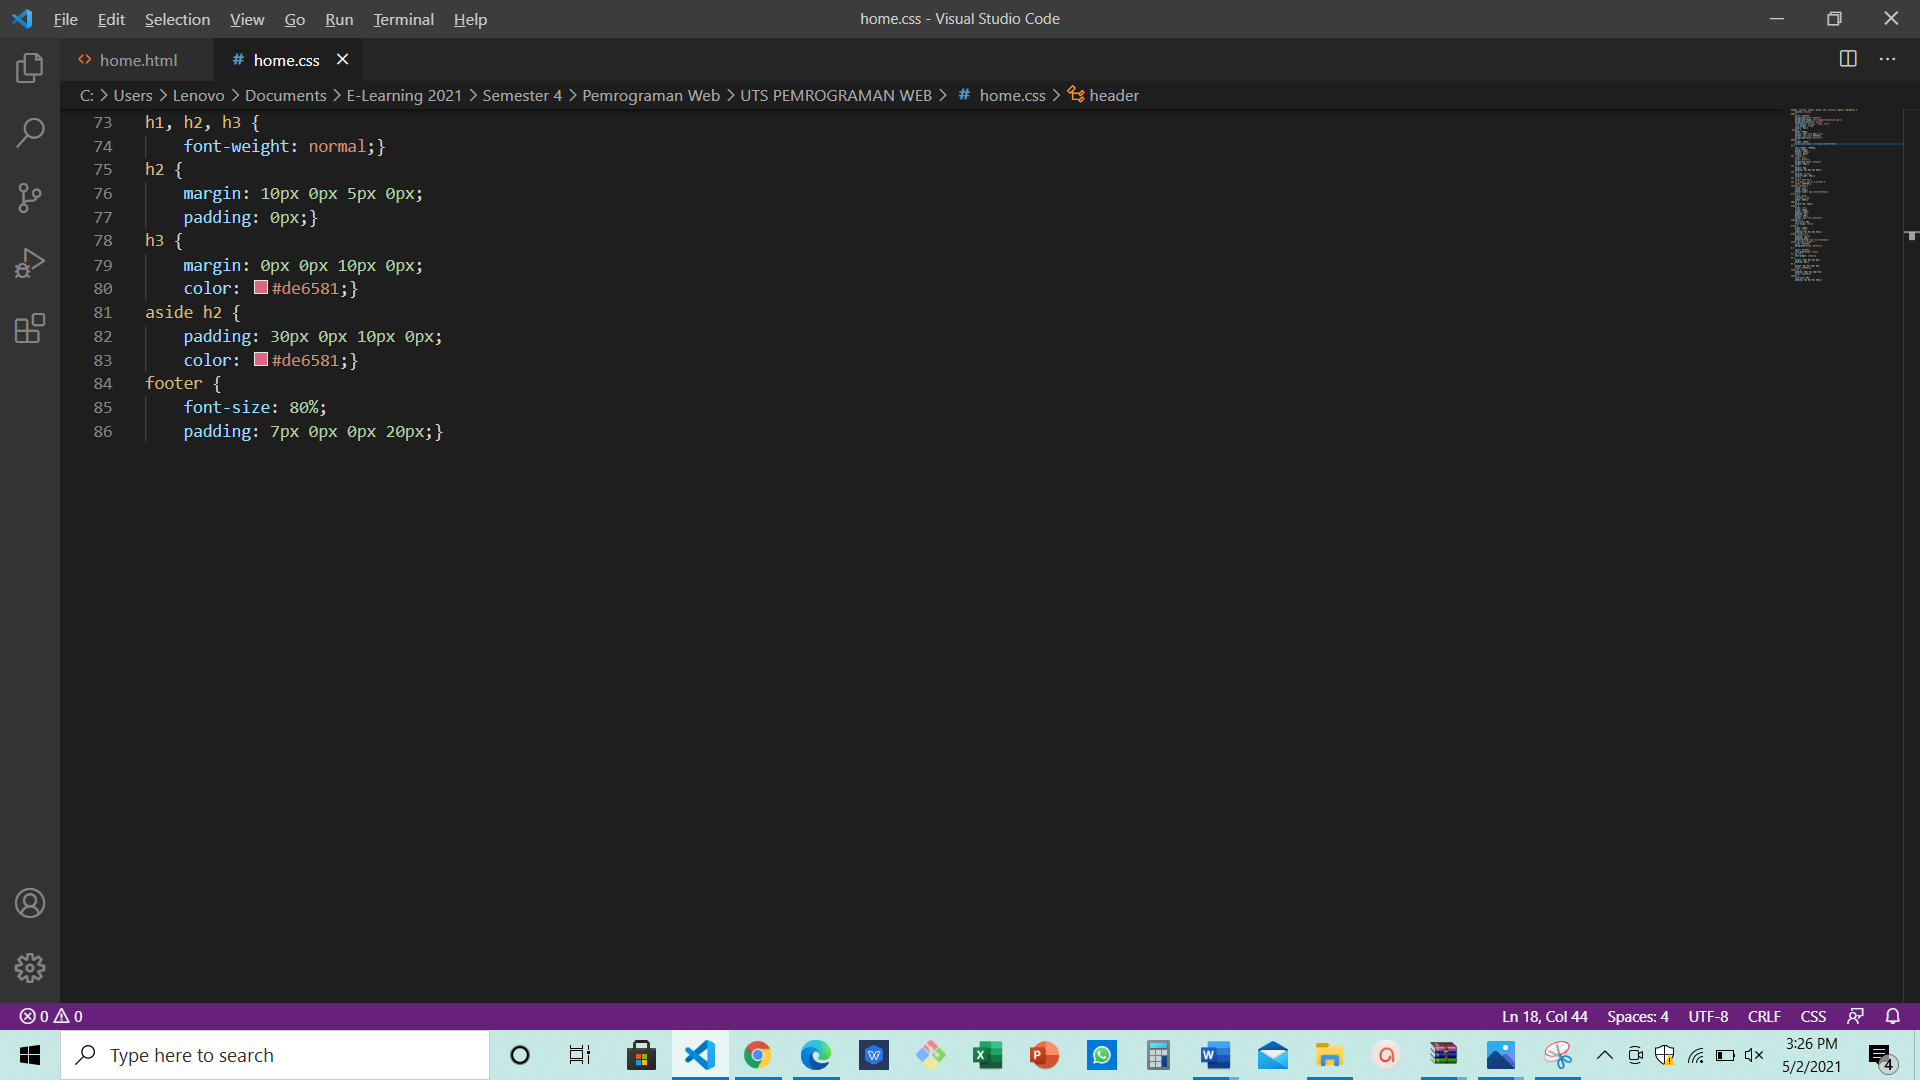 File Edit Selection View Go Run Terminal Help
home.css - Visual Studio Code
home.html
home.css
C: > Users > Lenovo > Documents > E-Learning 2021 > Semester 4 > Pemrograman Web > UTS PEMROGRAMAN WEB > # home.css > header
73 h1, h2, h3 {
74 font-weight: normal;}
75 h2 {
76 margin: 10px 0px 5px 0px;
77 padding: 0px;}
78 h3 {
79 margin: 0px 0px 10px 0px;
80 color: #de6581;}
81 aside h2 {
82 padding: 30px 0px 10px 0px;
83 color: #de6581;}
84 footer {
85 font-size: 80%;
86 padding: 7px 0px 0px 20px;}
0 0
Ln 18, Col 44 Spaces: 4 UTF-8 CRLF CSS
Type here to search
3:26 PM
5/2/2021
4